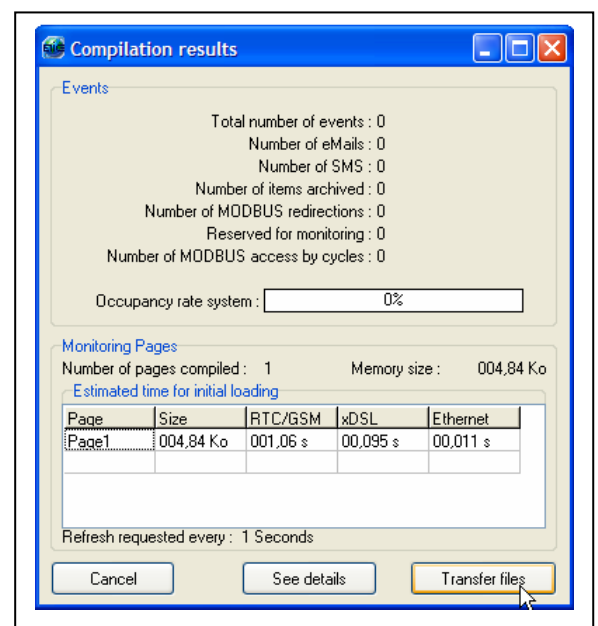 Compilation results
Events
Total number of events : 0
Number of eMails : 0
Number of SMS : 0
Number of items archived : 0
Number of MODBUS redirections : 0
Reserved for monitoring : 0
Number of MODBUS access by cycles : 0
Occupancy rate system : 0%
Monitoring Pages
Number of pages compiled : 1 Memory size : 004,84 Ko
Estimated time for initial loading
Page Size RTC/GSM xDSL Ethernet
Page1 004,84 Ko 001,06 s 00,095 s 00,011 s
Refresh requested every : 1 Seconds
Cancel See details Transfer files